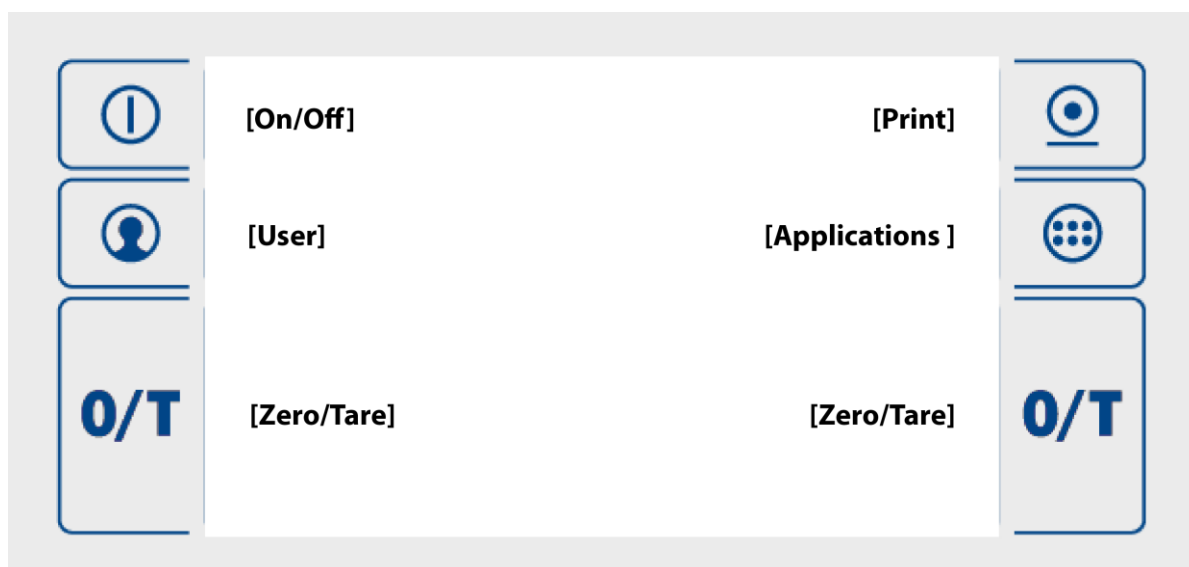 [On/Off] [Print]
[User] [Applications ]
0/T [Zero/Tare] [Zero/Tare] 0/T